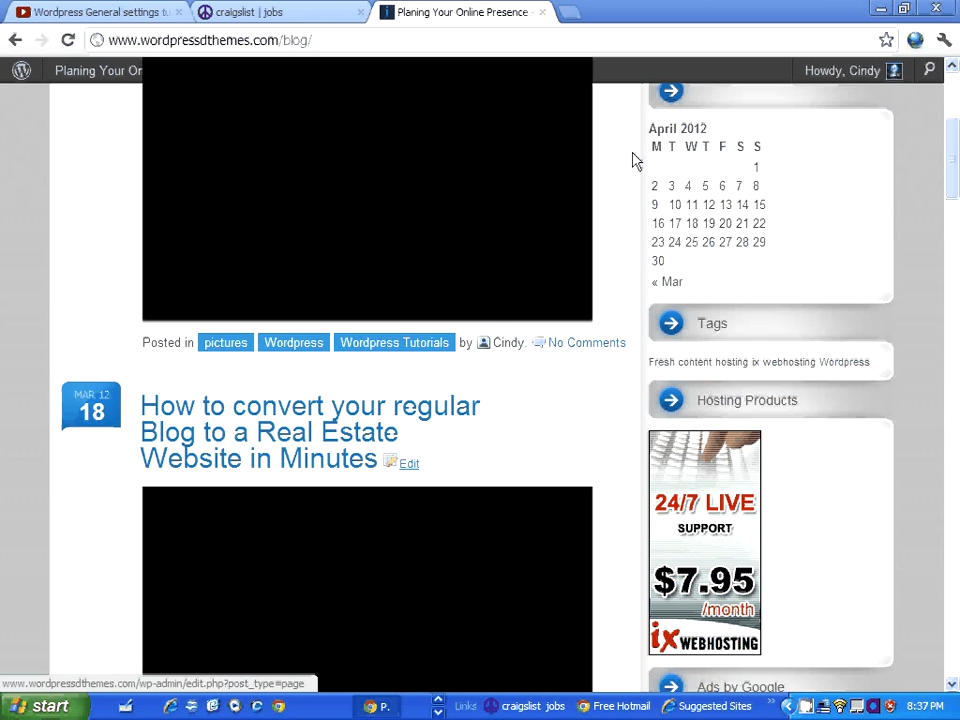 Wordpress General settings tu
craigslist | jobs
Planing Your Online Presence
www.wordpressdthemes.com/blog/
Planing Your On
Howdy, Cindy
April 2012
M T W T F S S
1
2 3 4 5 6 7 8
9 10 11 12 13 14 15
16 17 18 19 20 21 22
23 24 25 26 27 28 29
30
« Mar
Posted in pictures Wordpress Wordpress Tutorials by Cindy. No Comments
Tags
Fresh content hosting ix webhosting Wordpress
MAR, 12
18
How to convert your regular
Blog to a Real Estate
Website in Minutes Edit
Hosting Products
24/7 LIVE
SUPPORT
$7.95
/month
ix WEBHOSTING
Ads by Google
www.wordpressdthemes.com/wp-admin/edit.php?post_type=page
start
P.
Links
craigslist jobs
Free Hotmail
Suggested Sites
8:37 PM